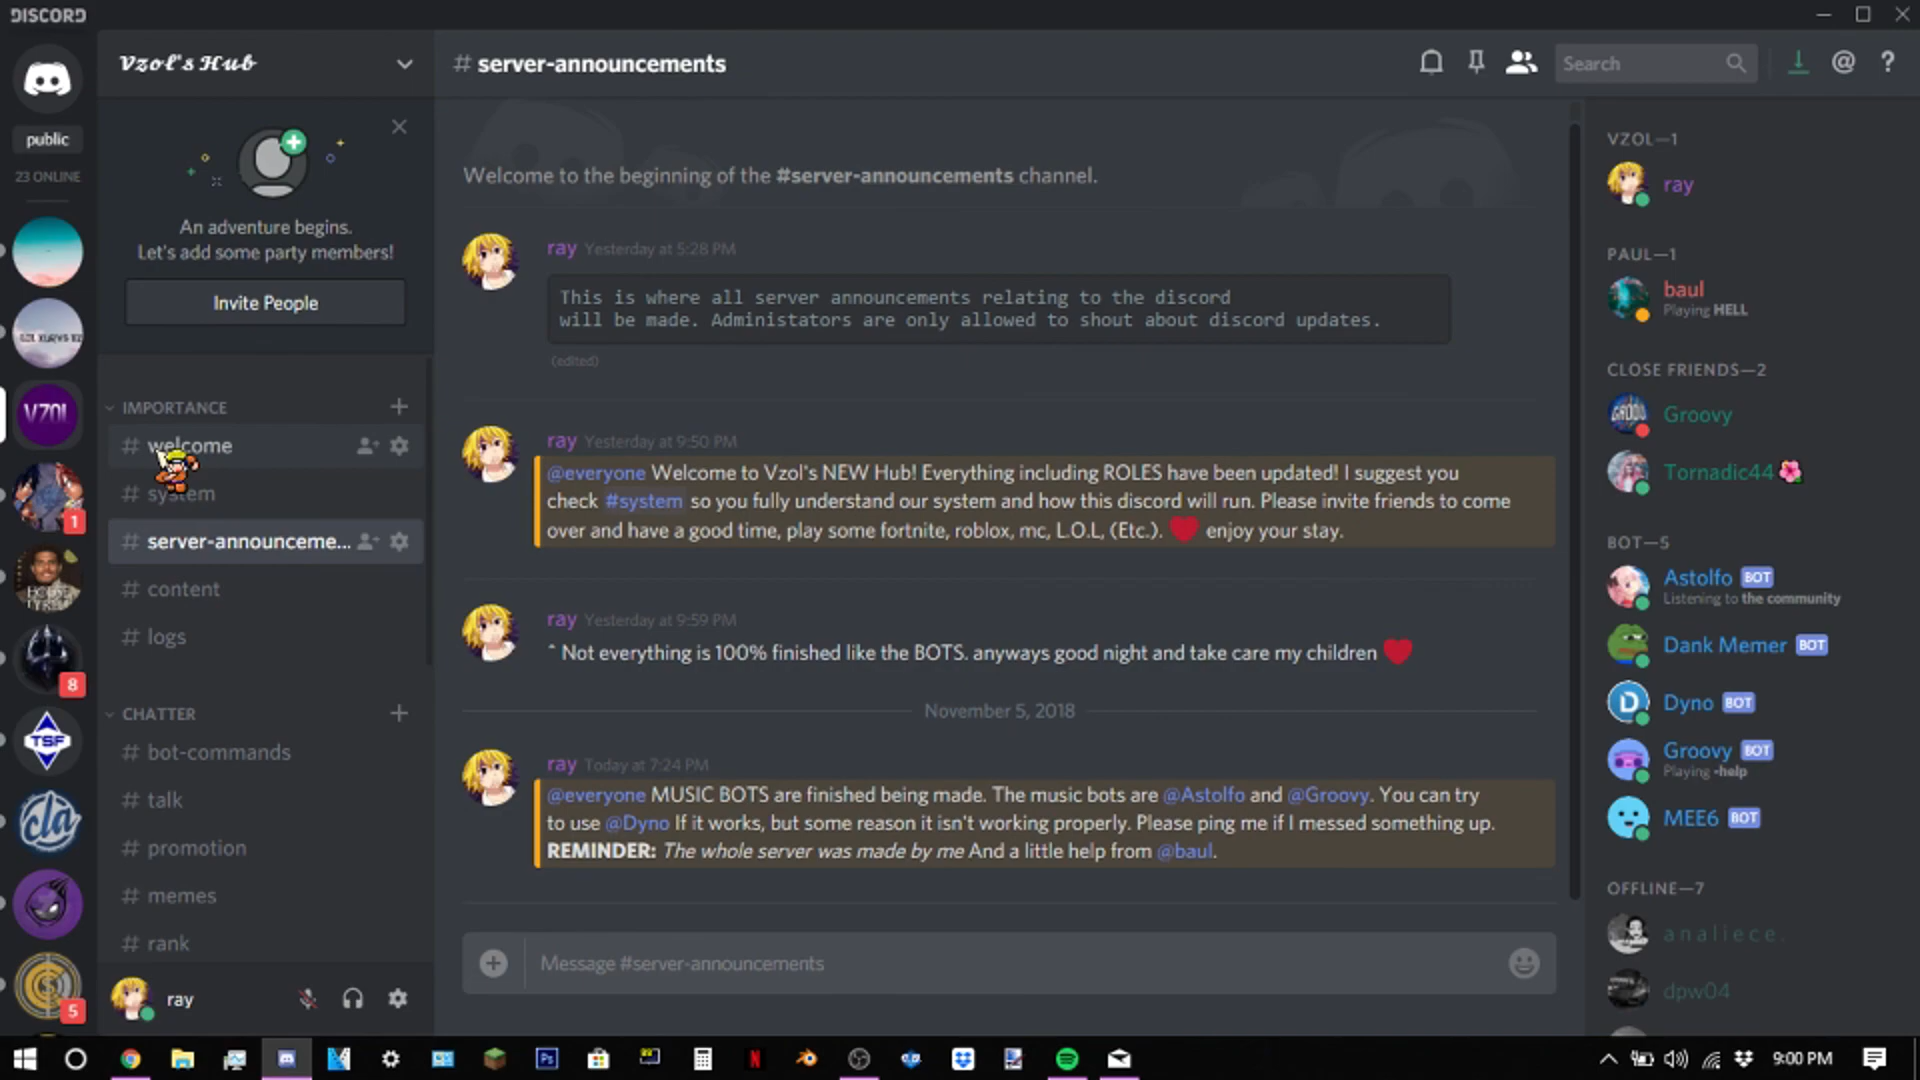 DISCORD
public
23 ONLINE
VZOL
1
8
TSF
cla
5
Vzol's Hub
An adventure begins.
Let's add some party members!
Invite People
IMPORTANCE
# welcome
# system
# server-announceme...
# content
# logs
CHATTER
# bot-commands
# talk
# promotion
# memes
# rank
ray
# server-announcements
Search
@
?
Welcome to the beginning of the #server-announcements channel.
ray Yesterday at 5:28 PM
This is where all server announcements relating to the discord
will be made. Administators are only allowed to shout about discord updates.
(edited)
ray Yesterday at 9:50 PM
@everyone Welcome to Vzol's NEW Hub! Everything including ROLES have been updated! I suggest you
check #system so you fully understand our system and how this discord will run. Please invite friends to come
over and have a good time, play some fortnite, roblox, mc, L.O.L, (Etc.). ❤ enjoy your stay.
ray Yesterday at 9:59 PM
^ Not everything is 100% finished like the BOTS. anyways good night and take care my children ❤
November 5, 2018
ray Today at 7:24 PM
@everyone MUSIC BOTS are finished being made. The music bots are @Astolfo and @Groovy. You can try
to use @Dyno If it works, but some reason it isn't working properly. Please ping me if I messed something up.
REMINDER: The whole server was made by me And a little help from @baul.
Message #server-announcements
VZOL—1
ray
PAUL—1
baul
Playing HELL
CLOSE FRIENDS—2
Groovy
Tornadic44🌺
BOT—5
Astolfo BOT
Listening to the community
Dank Memer BOT
Dyno BOT
Groovy BOT
Playing -help
MEE6 BOT
OFFLINE—7
analiece.
dpw04
9:00 PM